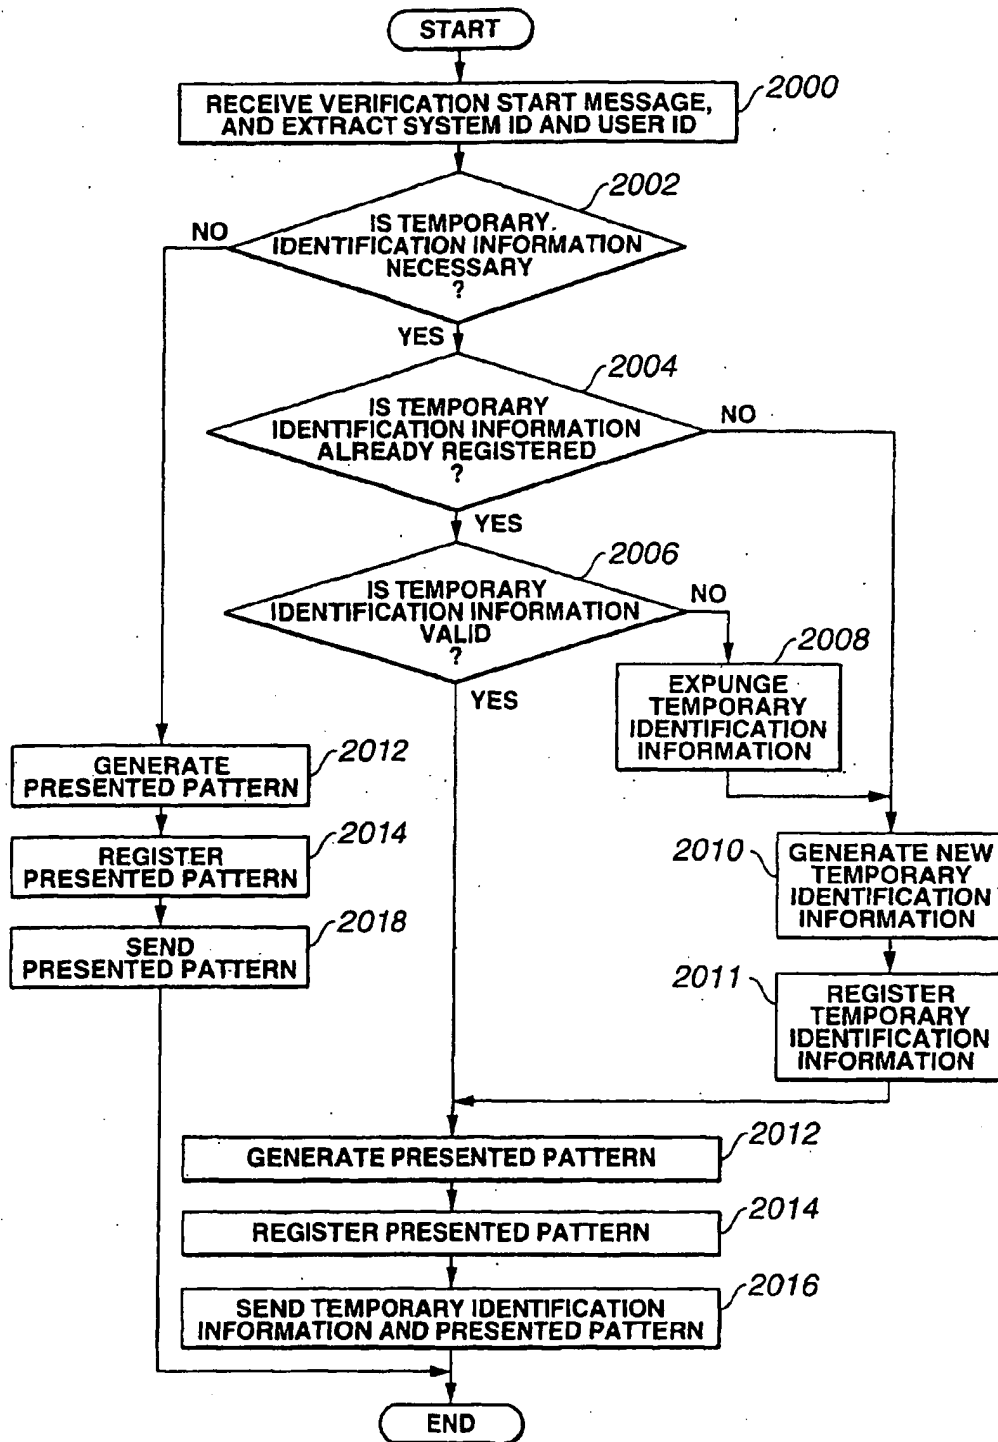 START
RECEIVE VERIFICATION START MESSAGE,
AND EXTRACT SYSTEM ID AND USER ID
2000
2002
IS TEMPORARY.
IDENTIFICATION INFORMATION
NECESSARY
?
NO
YES
2004
IS TEMPORARY
IDENTIFICATION INFORMATION
ALREADY REGISTERED
?
NO
YES
2006
IS TEMPORARY
IDENTIFICATION INFORMATION
VALID
?
NO
YES
2008
EXPUNGE
TEMPORARY
IDENTIFICATION
INFORMATION
2012
GENERATE
PRESENTED PATTERN
2014
REGISTER
PRESENTED PATTERN
2018
SEND
PRESENTED PATTERN
2010
GENERATE NEW
TEMPORARY
IDENTIFICATION
INFORMATION
2011
REGISTER
TEMPORARY
IDENTIFICATION
INFORMATION
2012
GENERATE PRESENTED PATTERN
2014
REGISTER PRESENTED PATTERN
2016
SEND TEMPORARY IDENTIFICATION
INFORMATION AND PRESENTED PATTERN
END